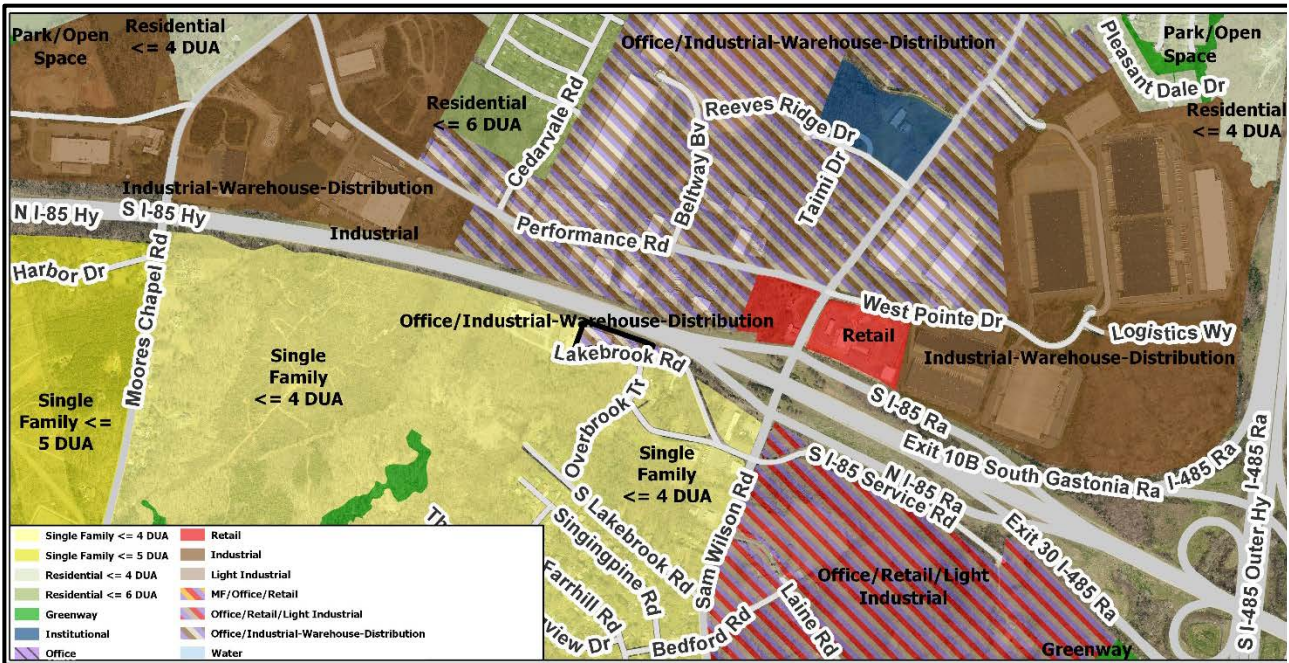 Park/Open
Space
Residential
<= 4 DUA
Office/Industrial-Warehouse-Distribution
Park/Open
Space
Pleasant Dale Dr
Residential
<= 4 DUA
Residential
<= 6 DUA
Cedarvale Rd
Reeves Ridge Dr
Beltway Bv
Taimi Dr
Industrial-Warehouse-Distribution
N I-85 Hy
S I-85 Hy
Industrial
Performance Rd
Harbor Dr
Moores Chapel Rd
Office/Industrial-Warehouse-Distribution
West Pointe Dr
Retail
Logistics Wy
Industrial-Warehouse-Distribution
Lakebrook Rd
Single
Family
<= 4 DUA
Single
Family <=
5 DUA
Overbrook Tr
Single
Family
<= 4 DUA
S I-85 Ra
Exit 10B South Gastonia Ra
I-485 Ra
S I-485 Outer Hy
I-485 Ra
N I-85 Ra
S I-85 Service Rd
Exit 30 I-485 Ra
Sam Wilson Rd
S Lakebrook Rd
Singingpine Rd
Th
Farrhill Rd
view Dr
Bedford Rd
Laine Rd
Office/Retail/Light
Industrial
Greenway
Single Family <= 4 DUA
Single Family <= 5 DUA
Residential <= 4 DUA
Residential <= 6 DUA
Greenway
Institutional
Office
Retail
Industrial
Light Industrial
MF/Office/Retail
Office/Retail/Light Industrial
Office/Industrial-Warehouse-Distribution
Water